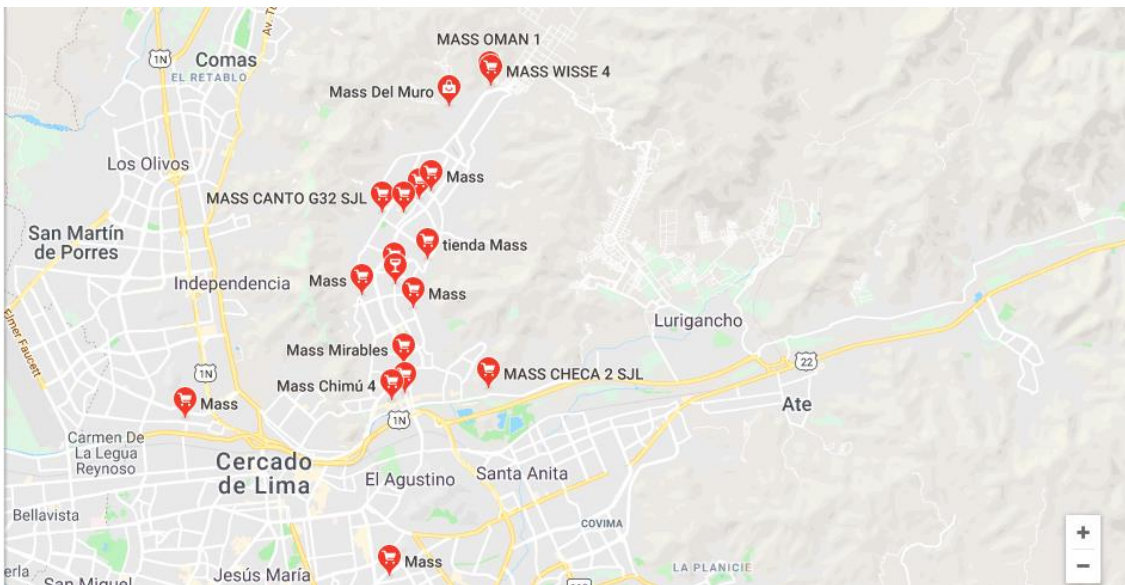 MASS OMAN 1
1N
Comas
EL RETABLO
MASS WISSE 4
Mass Del Muro
Los Olivos
Mass
MASS CANTO G32 SJL
San Martín
de Porres
tienda Mass
Independencia
Mass
Mass
Lurigancho
Elmer Faucett
Mass Mirables
22
1N
MASS CHECA 2 SJL
Mass Chimú 4
Mass
Ate
1N
Carmen De
La Legua
Reynoso
Cercado
de Lima
El Agustino
Santa Anita
Bellavista
COVIMA
+
Mass
LA PLANICIE
−
Jesús María
San Miguel